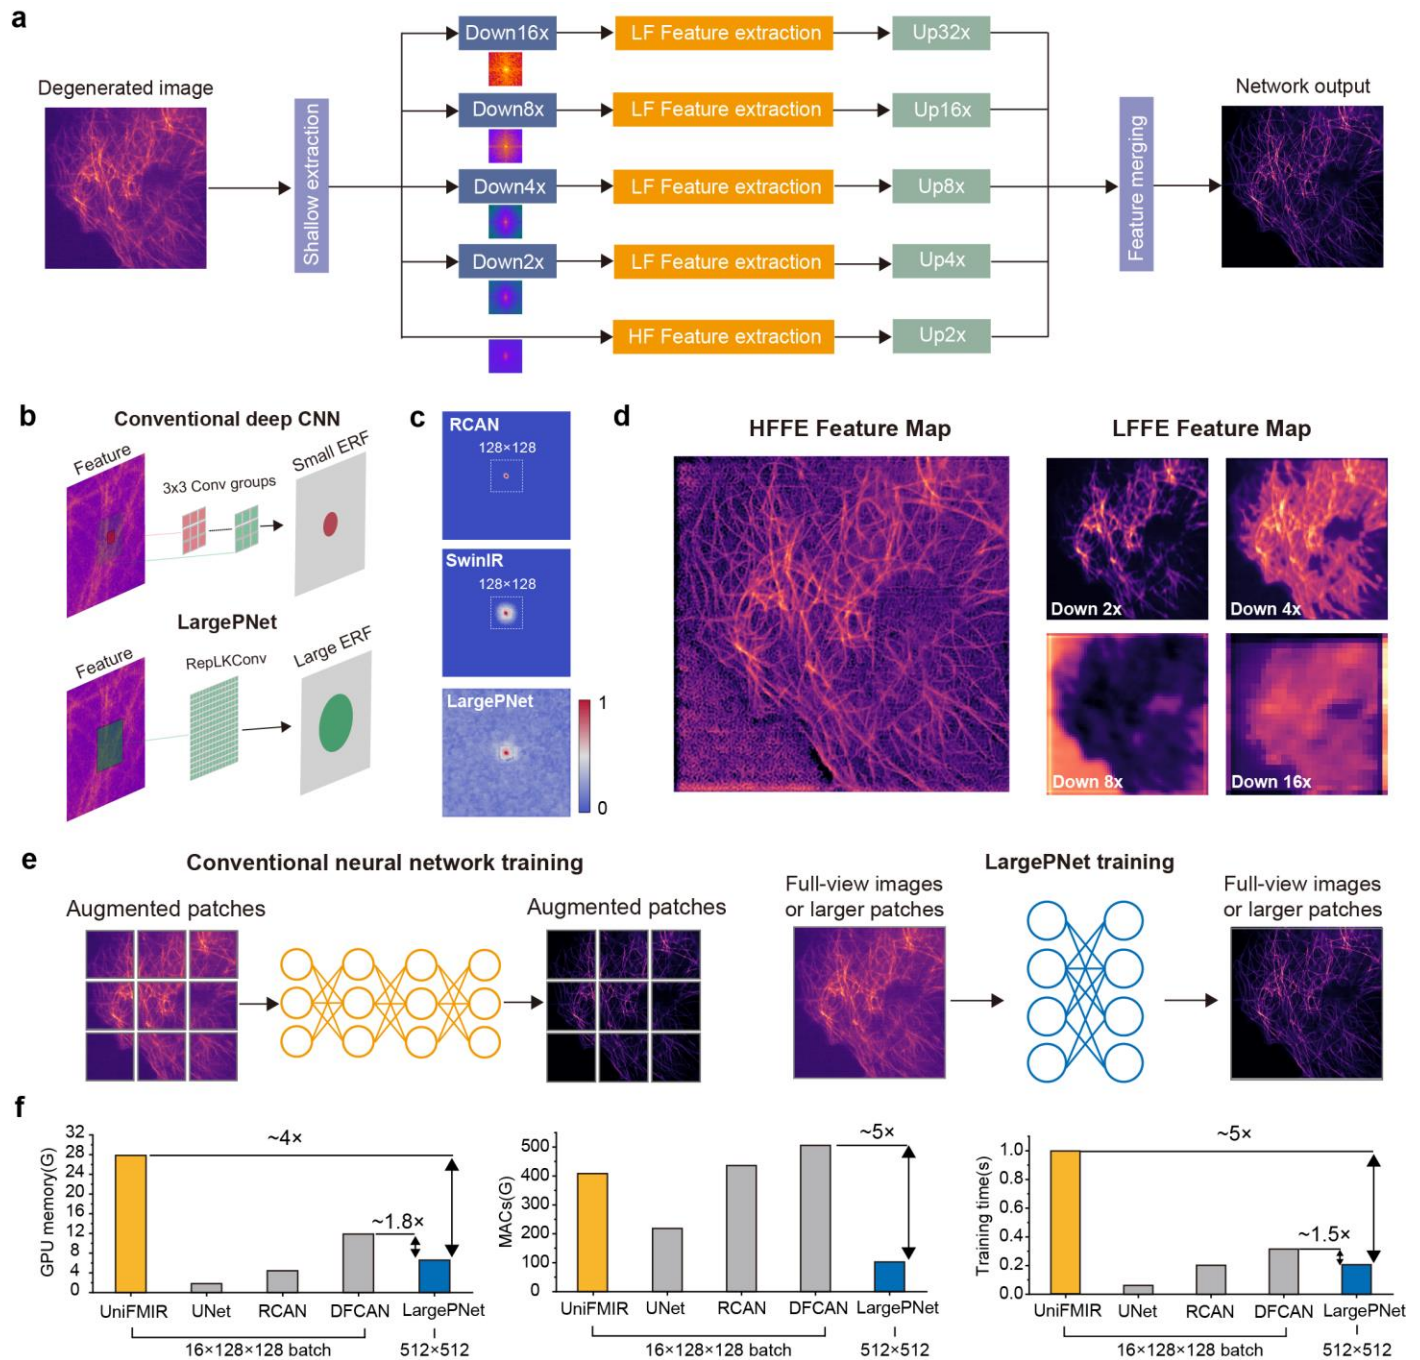 a
Degenerated image
Shallow extraction
Down16x
LF Feature extraction
Up32x
Down8x
LF Feature extraction
Up16x
Down4x
LF Feature extraction
Up8x
Down2x
LF Feature extraction
Up4x
HF Feature extraction
Up2x
Feature merging
Network output
b
Conventional deep CNN
Feature
3x3 Conv groups
Small ERF
LargePNet
Feature
RepLKConv
Large ERF
c
RCAN
128×128
SwinIR
128×128
LargePNet
1
0
d
HFFE Feature Map
LFFE Feature Map
Down 2x
Down 4x
Down 8x
Down 16x
e
Conventional neural network training
Augmented patches
Augmented patches
LargePNet training
Full-view images
or larger patches
Full-view images
or larger patches
f
GPU memory(G)
32
28
24
20
16
12
8
4
0
~4×
~1.8×
UniFMIR
UNet
RCAN
DFCAN
LargePNet
16×128×128 batch
512×512
MACs(G)
500
400
300
200
100
0
~5×
UniFMIR
UNet
RCAN
DFCAN
LargePNet
16×128×128 batch
512×512
Training time(s)
1.0
0.8
0.6
0.4
0.2
0.0
~5×
~1.5×
UniFMIR
UNet
RCAN
DFCAN
LargePNet
16×128×128 batch
512×512